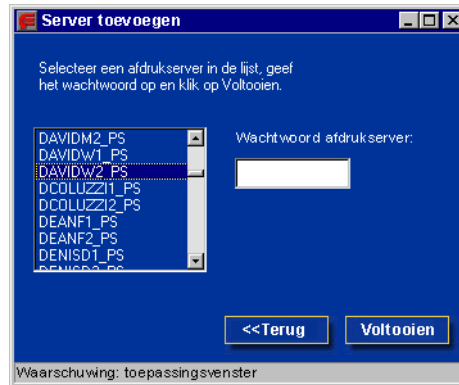 Server toevoegen
Selecteer een afdrukserver in de lijst, geef
het wachtwoord op en klik op Voltooien.
DAVIDM2_PS
DAVIDW1_PS
DAVIDW2_PS
DCOLUZZI1_PS
DCOLUZZI2_PS
DEANF1_PS
DEANF2_PS
DENISD1_PS
DENISD2_PS
Wachtwoord afdrukserver:
<<Terug
Voltooien
Waarschuwing: toepassingsvenster